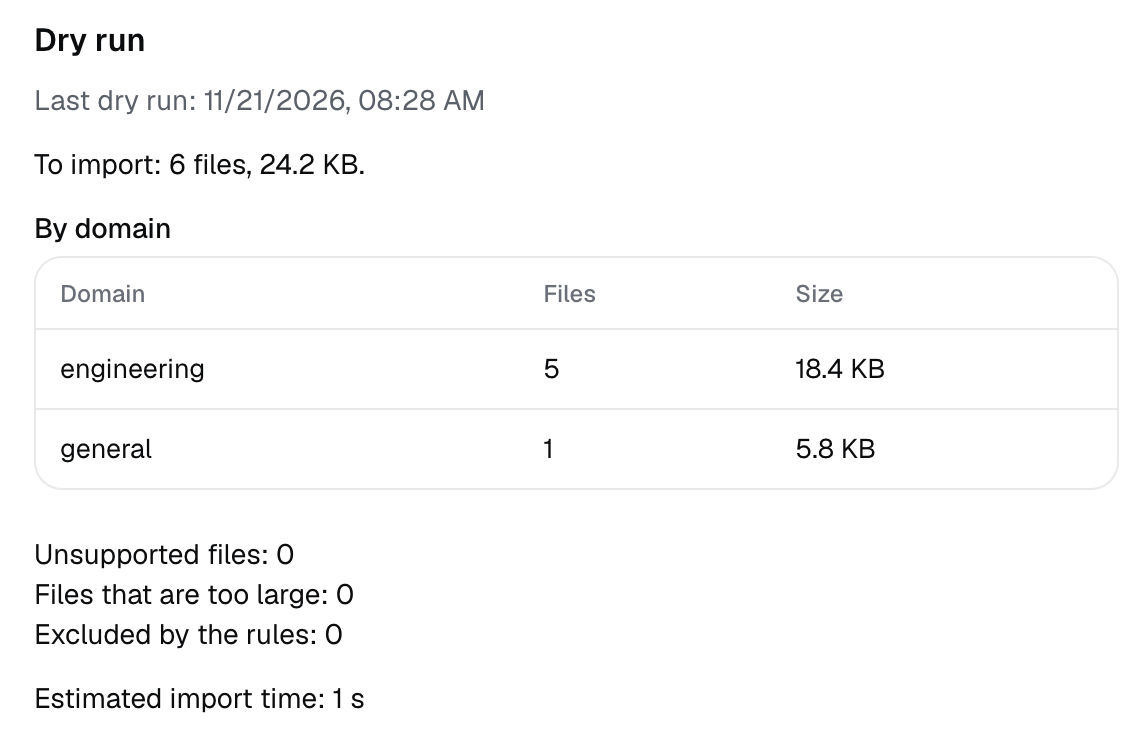 Dry run
Last dry run: 11/21/2026, 08:28 AM
To import: 6 files, 24.2 KB.
By domain
Domain Files Size
engineering 5 18.4 KB
general 1 5.8 KB
Unsupported files: 0
Files that are too large: 0
Excluded by the rules: 0
Estimated import time: 1 s